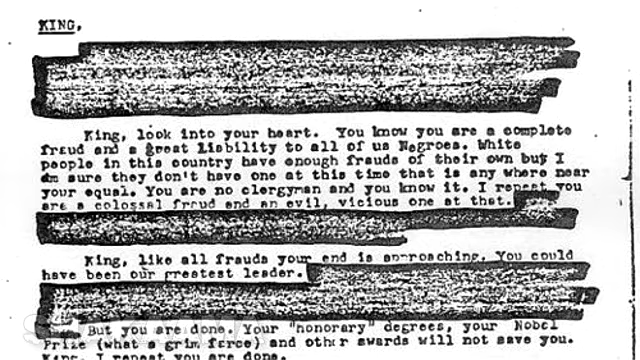 KING,
King, look into your heart. You know you are a complete
fraud and a great liability to all of us Negroes. White
people in this country have enough frauds of their own but I
am sure they don't have one at this time that is any where near
your equal. You are no clergyman and you know it. I repeat you
are a colossal fraud and an evil, vicious one at that.
King, like all frauds your end is approaching. You could
have been our greatest leader.
But you are done. Your "honorary" degrees, your Nobel
Prize (what a grim farce) and other awards will not save you.
King, I repeat you are done.